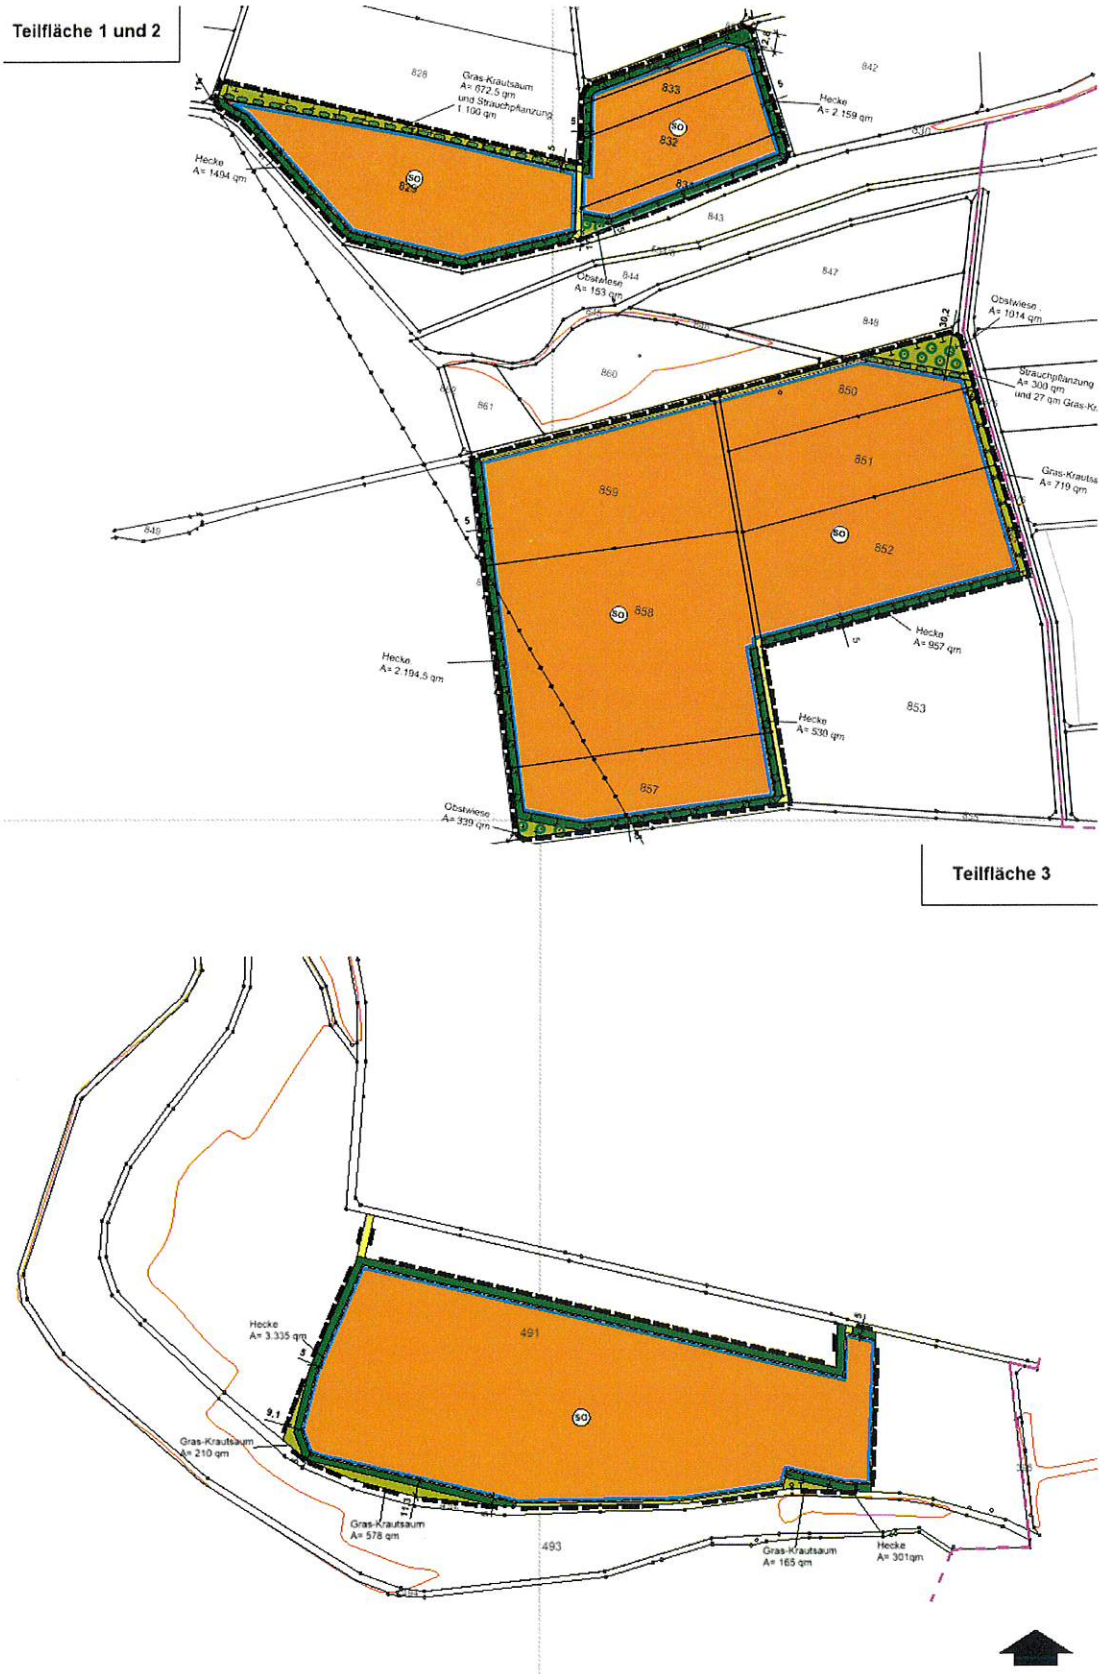 Teilfläche 1 und 2
828
Gras-Krautsaum
A= 672,5 qm
und Strauchpflanzung
1.100 qm
842
Hecke
A= 2.159 qm
833
SO
832
830
Hecke
A= 1494 qm
SO
829
843
Obstwiese
A= 153 qm
844
847
848
30,2
Obstwiese
A= 1014 qm
Strauchpflanzung
A= 300 qm
und 27 qm Gras-Kr
860
861
850
851
859
Gras-Krauts
A= 719 qm
849
5
SO
852
SO
858
Hecke
A= 957 qm
5
Hecke
A= 2.194,5 qm
853
Hecke
A= 530 qm
857
Obstwiese
A= 339 qm
Teilfläche 3
491
Hecke
A= 3.335 qm
5
SO
9,1
Gras-Krautsaum
A= 210 qm
Gras-Krautsaum
A= 578 qm
493
Gras-Krautsaum
A= 165 qm
Hecke
A= 301qm